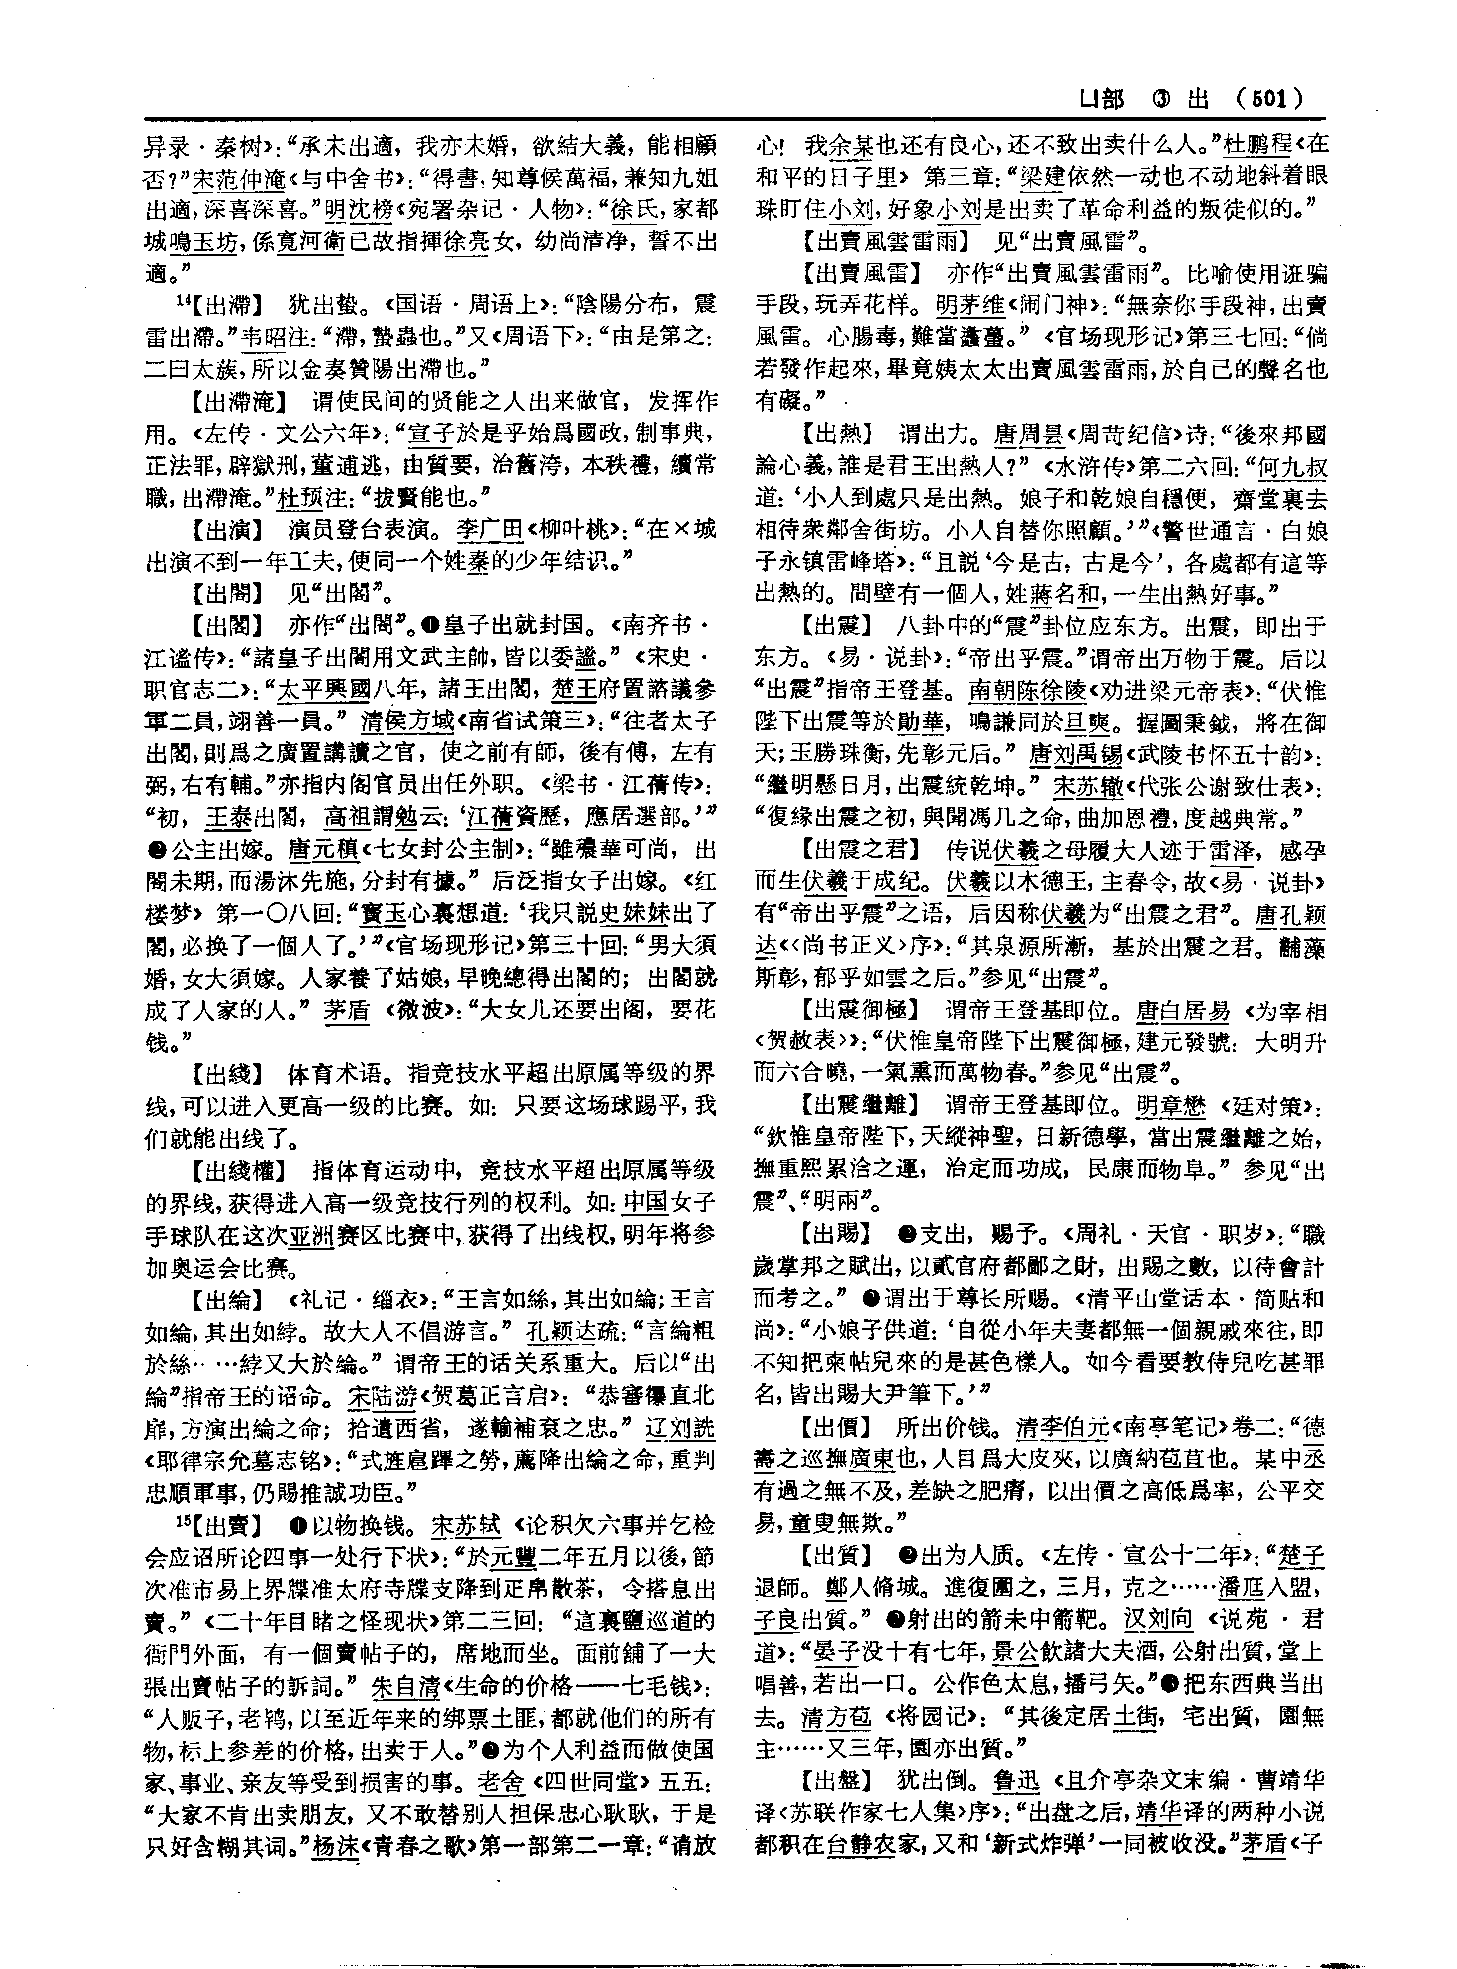 凵部 ③ 出 (501)
异录·秦树》：“承未出適，我亦未婚，欲結大義，能相顧
否？”宋范仲淹《与中舍书》：“得書，知尊候萬福，兼知九姐
出適，深喜深喜。”明沈榜《宛署杂记·人物》：“徐氏，家都
城鳴玉坊，係寬河衛已故指揮徐亮女，幼尚清净，誓不出
適。”
14【出滯】 犹出蛰。《国语·周语上》：“陰陽分布，震
雷出滯。”韦昭注：“滯，蟄蟲也。”又《周语下》：“由是第之：
二曰太蔟，所以金奏贊陽出滯也。”
【出滯淹】 谓使民间的贤能之人出来做官，发挥作
用。《左传·文公六年》：“宣子於是乎始爲國政，制事典，
正法罪，辟獄刑，董逋逃，由質要，治舊洿，本秩禮，續常
職，出滯淹。”杜预注：“拔賢能也。”
【出演】 演员登台表演。李广田《柳叶桃》：“在×城
出演不到一年工夫，便同一个姓秦的少年结识。”
【出閤】 见“出閣”。
【出閣】 亦作“出閤”。❶皇子出就封国。《南齐书·
江谧传》：“諸皇子出閤用文武主帥，皆以委謐。”《宋史·
职官志二》：“太平興國八年，諸王出閣，楚王府置諮議參
軍二員，翊善一員。” 清侯方域《南省试策三》：“往者太子
出閣，則爲之廣置講讀之官，使之前有師，後有傅，左有
弼，右有輔。”亦指内阁官员出任外职。《梁书·江蒨传》：
“初，王泰出閤，高祖謂勉云：‘江蒨資歷，應居選部。’”
❷公主出嫁。唐元稹《七女封公主制》：“雖穠華可尚，出
閤未期，而湯沐先施，分封有據。” 后泛指女子出嫁。《红
楼梦》第一〇八回：“寶玉心裏想道：‘我只說史妹妹出了
閣，必换了一個人了。’”《官场现形记》第三十回：“男大須
婚，女大須嫁。人家養了姑娘，早晚總得出閣的；出閣就
成了人家的人。” 茅盾《微波》：“大女儿还要出阁，要花
钱。”
【出綫】 体育术语。指竞技水平超出原属等级的界
线，可以进入更高一级的比赛。如：只要这场球踢平，我
们就能出线了。
【出綫權】 指体育运动中，竞技水平超出原属等级
的界线，获得进入高一级竞技行列的权利。如：中国女子
手球队在这次亚洲赛区比赛中，获得了出线权，明年将参
加奥运会比赛。
【出綸】 《礼记·缁衣》：“王言如絲，其出如綸；王言
如綸，其出如綍。故大人不倡游言。” 孔颖达疏：“言綸粗
於絲……綍又大於綸。” 谓帝王的话关系重大。后以“出
綸”指帝王的诏命。宋陆游《贺葛正言启》：“恭審儤直北
扉，方演出綸之命；拾遺西省，遂輸補袞之忠。” 辽刘詵
《耶律宗允墓志铭》：“式旌扈蹕之勞，薦降出綸之命，重判
忠順軍事，仍賜推誠功臣。”
15【出賣】 ❶以物换钱。宋苏轼《论积欠六事并乞检
会应诏所论四事一处行下状》：“於元豐二年五月以後，節
次准市易上界牒准太府寺牒支降到疋帛散茶，令搭息出
賣。”《二十年目睹之怪现状》第二三回：“這裏鹽巡道的
衙門外面，有一個賣帖子的，席地而坐。面前鋪了一大
張出賣帖子的訴詞。” 朱自清《生命的价格——七毛钱》：
“人贩子，老鸨，以至近年来的绑票土匪，都就他们的所有
物，标上参差的价格，出卖于人。”❷为个人利益而做使国
家、事业、亲友等受到损害的事。老舍《四世同堂》五五：
“大家不肯出卖朋友，又不敢替别人担保忠心耿耿，于是
只好含糊其词。”杨沫《青春之歌》第一部第二一章：“请放
心！我余某也还有良心，还不致出卖什么人。”杜鹏程《在
和平的日子里》第三章：“梁建依然一动也不动地斜着眼
珠盯住小刘，好象小刘是出卖了革命利益的叛徒似的。”
【出賣風雲雷雨】 见“出賣風雷”。
【出賣風雷】 亦作“出賣風雲雷雨”。比喻使用诳骗
手段，玩弄花样。明茅维《闹门神》：“無奈你手段神，出賣
風雷。心腸毒，難當蠚蠆。”《官场现形记》第三七回：“倘
若發作起來，畢竟姨太太出賣風雲雷雨，於自己的聲名也
有礙。”
【出熱】 谓出力。唐周昙《周苛纪信》诗：“後來邦國
論心義，誰是君王出熱人？”《水浒传》第二六回：“何九叔
道：‘小人到處只是出熱。娘子和乾娘自穩便，齋堂裏去
相待衆鄰舍街坊。小人自替你照顧。’”《警世通言·白娘
子永镇雷峰塔》：“且説‘今是古，古是今’，各處都有這等
出熱的。間壁有一個人，姓蔣名和，一生出熱好事。”
【出震】 八卦中的“震”卦位应东方。出震，即出于
东方。《易·说卦》：“帝出乎震。”谓帝出万物于震。后以
“出震”指帝王登基。南朝陈徐陵《劝进梁元帝表》：“伏惟
陛下出震等於勛華，鳴謙同於旦奭。握圖秉鉞，將在御
天；玉勝珠衡，先彰元后。” 唐刘禹锡《武陵书怀五十韵》：
“繼明懸日月，出震統乾坤。” 宋苏辙《代张公谢致仕表》：
“復缘出震之初，與聞馮几之命，曲加恩禮，度越典常。”
【出震之君】 传说伏羲之母履大人迹于雷泽，感孕
而生伏羲于成纪。伏羲以木德王，主春令，故《易·说卦》
有“帝出乎震”之语，后因称伏羲为“出震之君”。唐孔颖
达《〈尚书正义〉序》：“其泉源所漸，基於出震之君。黼藻
斯彰，郁乎如雲之后。”参见“出震”。
【出震御極】 谓帝王登基即位。唐白居易《为宰相
〈贺赦表〉》：“伏惟皇帝陛下出震御極，建元發號：大明升
而六合曉，一氣熏而萬物春。”参见“出震”。
【出震繼離】 谓帝王登基即位。明章懋《廷对策》：
“欽惟皇帝陛下，天縱神聖，日新德學，當出震繼離之始，
撫重熙累洽之運，治定而功成，民康而物阜。” 参见“出
震”、“明兩”。
【出賜】 ❶支出，赐予。《周礼·天官·职岁》：“職
歲掌邦之賦出，以貳官府都鄙之財，出賜之數，以待會計
而考之。” ❷谓出于尊长所赐。《清平山堂话本·简贴和
尚》：“小娘子供道：‘自從小年夫妻都無一個親戚來往，即
不知把柬帖兒來的是甚色樣人。如今看要教侍兒吃甚罪
名，皆出賜大尹筆下。’”
【出價】 所出价钱。清李伯元《南亭笔记》卷二：“德
壽之巡撫廣東也，人目爲大皮夾，以廣納苞苴也。某中丞
有過之無不及，差缺之肥瘠，以出價之高低爲率，公平交
易，童叟無欺。”
【出質】 ❶出为人质。《左传·宣公十二年》：“楚子
退師。鄭人脩城。進復圍之，三月，克之……潘尫入盟，
子良出質。” ❷射出的箭未中箭靶。汉刘向《说苑·君
道》：“晏子没十有七年，景公飲諸大夫酒，公射出質，堂上
唱善，若出一口。公作色太息，播弓矢。”❸把东西典当出
去。清方苞《将园记》：“其後定居土街，宅出質，園無
主……又三年，園亦出質。”
【出盤】 犹出倒。鲁迅《且介亭杂文末编·曹靖华
译〈苏联作家七人集〉序》：“出盘之后，靖华译的两种小说
都积在台静农家，又和‘新式炸弹’一同被收没。”茅盾《子